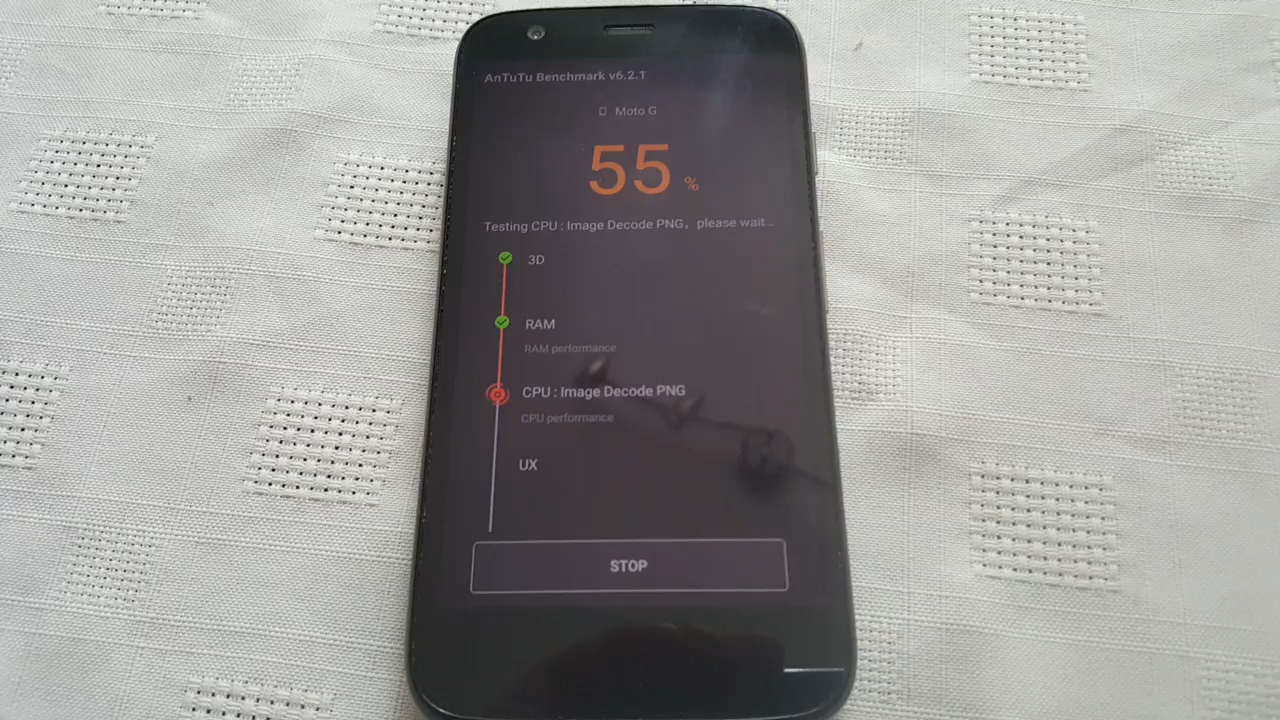 AnTuTu Benchmark v6.2.1
Moto G
55 %
Testing CPU : Image Decode PNG, please wait...
3D
RAM
RAM performance
CPU : Image Decode PNG
CPU performance
UX
STOP